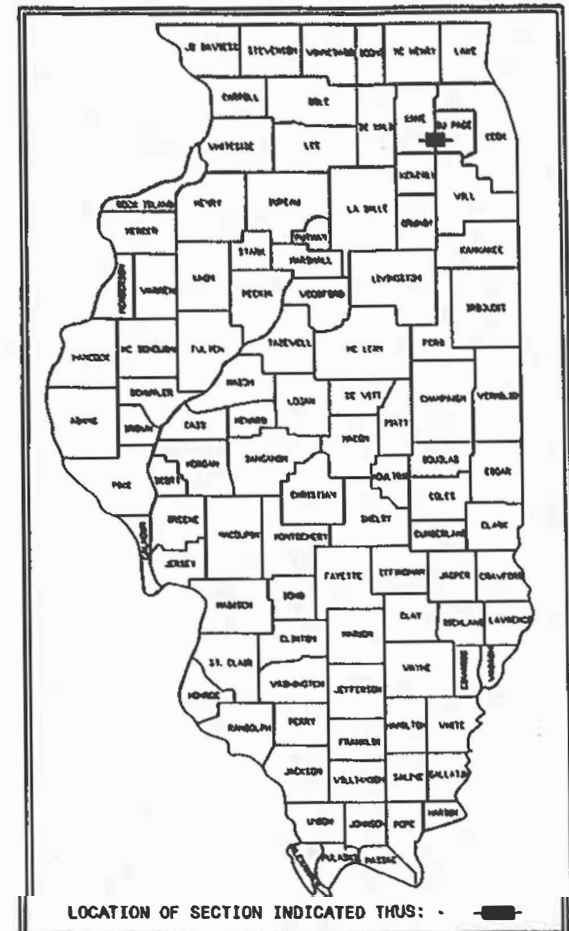 JO DAVIESS STEPHENSON WINNEBAGO BOONE MC HENRY LAKE
CARROLL OGLE DE KALB KANE DU PAGE COOK
WHITESIDE LEE
KENDALL WILL
ROCK ISLAND HENRY BUREAU LA SALLE GRUNDY
MERCER PUTNAM KANKAKEE
STARK MARSHALL
HENDERSON WARREN KNOX PEORIA WOODFORD LIVINGSTON IROQUOIS
HANCOCK MC DONOUGH FULTON TAZEWELL MC LEAN FORD
SCHUYLER MASON LOGAN DE WITT CHAMPAIGN VERMILION
ADAMS BROWN CASS MENARD MACON PIATT
MORGAN SANGAMON DOUGLAS EDGAR
PIKE SCOTT CHRISTIAN MOULTRIE COLES
GREENE MACOUPIN MONTGOMERY SHELBY CUMBERLAND CLARK
CALHOUN JERSEY FAYETTE EFFINGHAM JASPER CRAWFORD
MADISON BOND CLAY RICHLAND LAWRENCE
CLINTON MARION
ST. CLAIR WAYNE EDWARDS WABASH
MONROE WASHINGTON JEFFERSON
RANDOLPH PERRY HAMILTON WHITE
FRANKLIN
JACKSON WILLIAMSON SALINE GALLATIN
UNION JOHNSON POPE HARDIN
PULASKI MASSAC
LOCATION OF SECTION INDICATED THUS: -